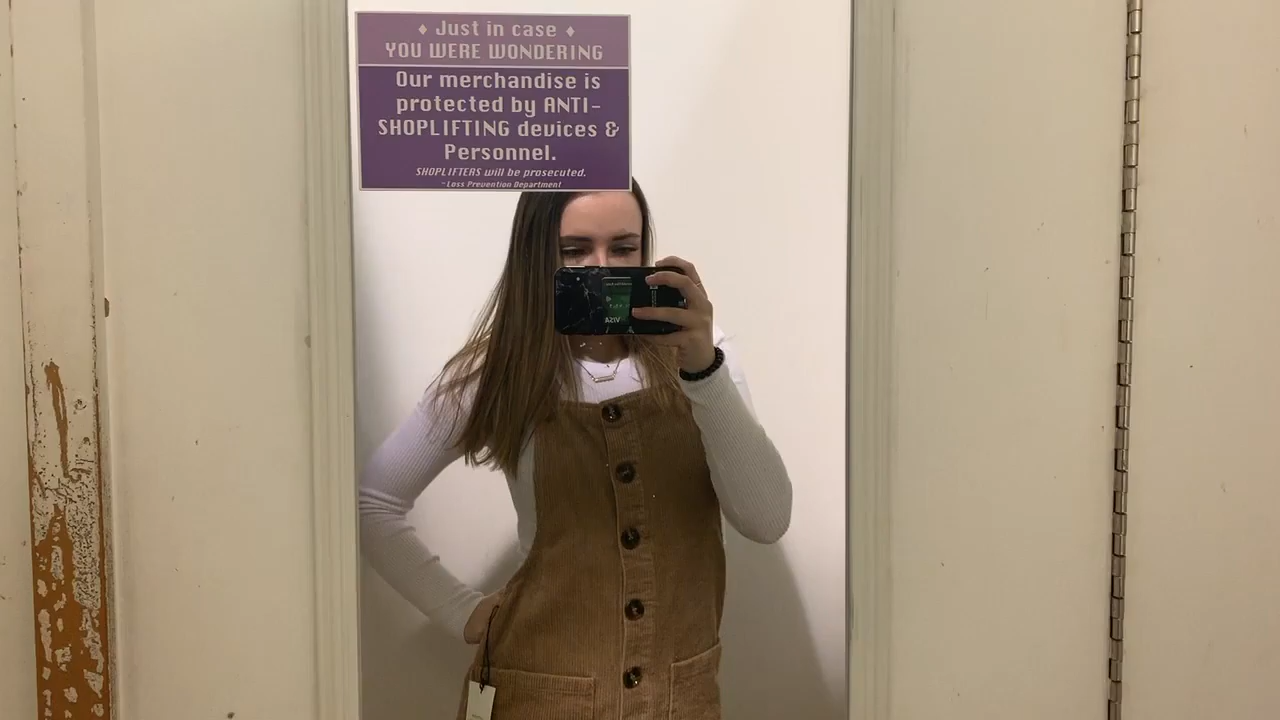 ♦ Just in case ♦
YOU WERE WONDERING
Our merchandise is
protected by ANTI-
SHOPLIFTING devices &
Personnel.
SHOPLIFTERS will be prosecuted.
~Loss Prevention Department
VISA